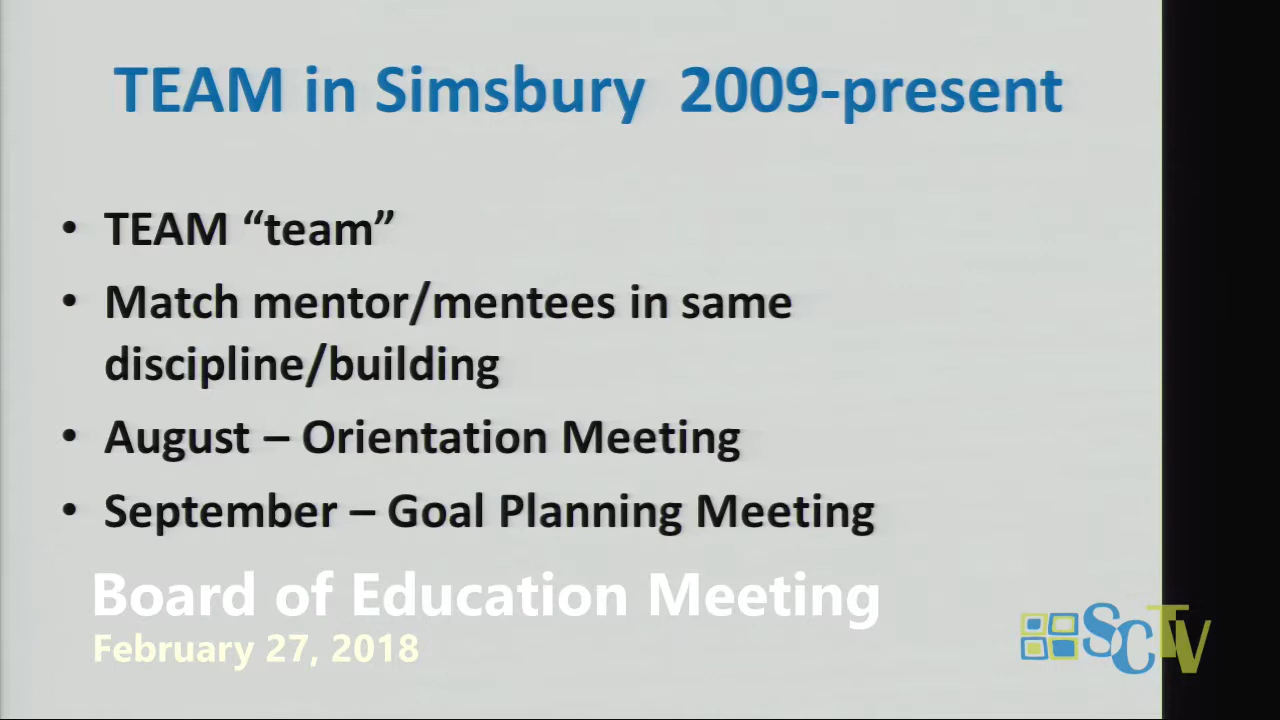 TEAM in Simsbury 2009-present
• TEAM “team”
• Match mentor/mentees in same
discipline/building
• August – Orientation Meeting
• September – Goal Planning Meeting
Board of Education Meeting
February 27, 2018
SCTV